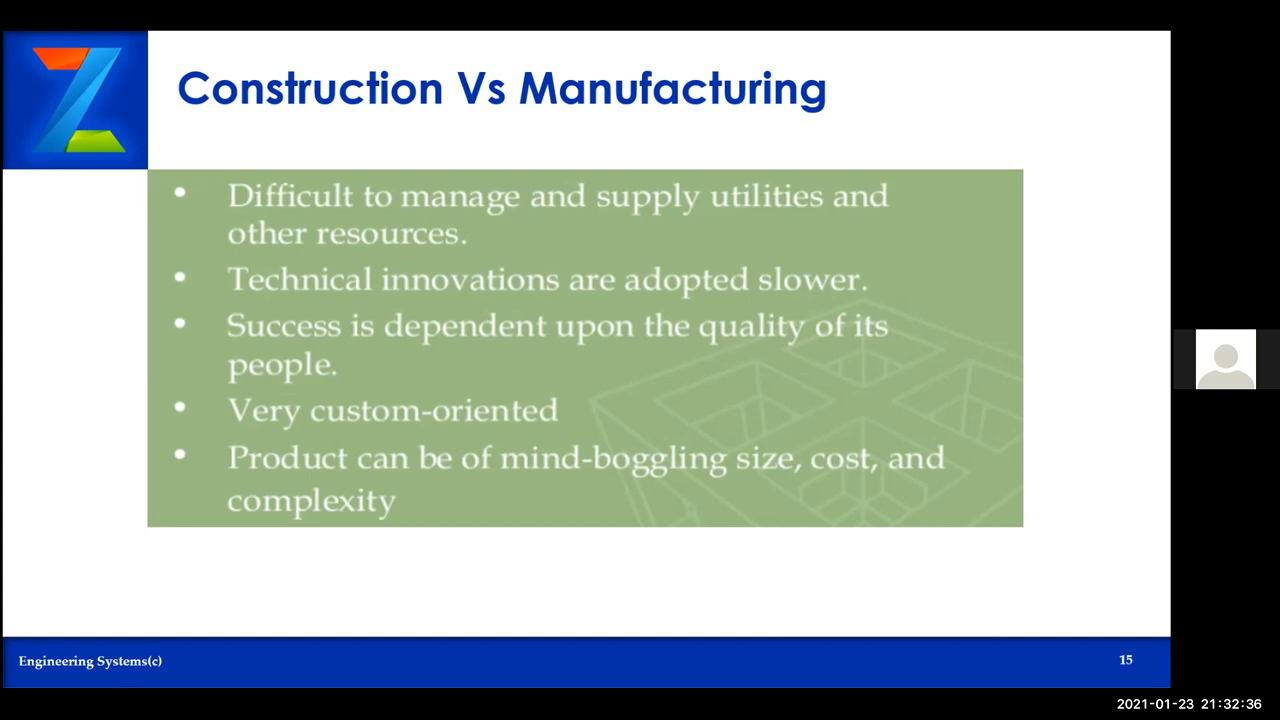 Construction Vs Manufacturing
• Difficult to manage and supply utilities and
other resources.
• Technical innovations are adopted slower.
• Success is dependent upon the quality of its
people.
• Very custom-oriented
• Product can be of mind-boggling size, cost, and
complexity
Engineering Systems(c)
15
2021-01-23 21:32:36